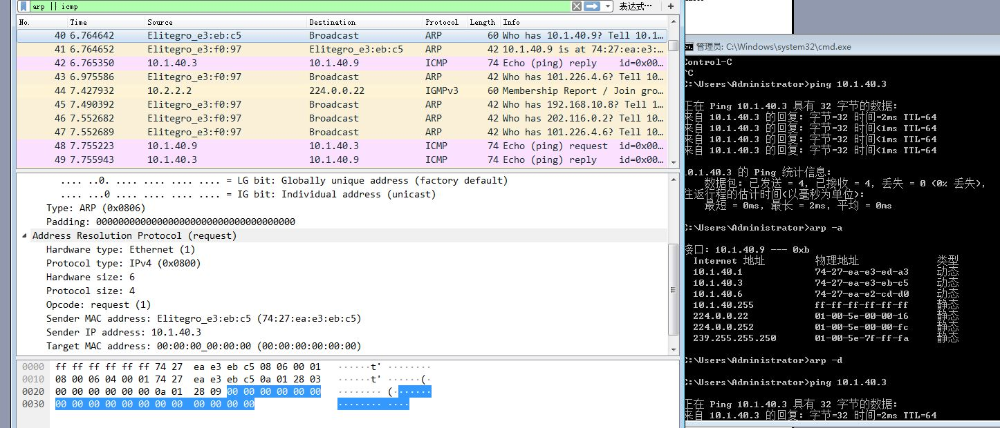 arp || icmp
表达式…
No. Time Source Destination Protocol Length Info
40 6.764642 Elitegro_e3:eb:c5 Broadcast ARP 60 Who has 10.1.40.9? Tell 10.1…
41 6.764652 Elitegro_e3:f0:97 Elitegro_e3:eb:c5 ARP 42 10.1.40.9 is at 74:27:ea:e3:…
42 6.765350 10.1.40.3 10.1.40.9 ICMP 74 Echo (ping) reply id=0x00…
43 6.975586 Elitegro_e3:f0:97 Broadcast ARP 42 Who has 101.226.4.6? Tell 10…
44 7.427932 10.2.2.2 224.0.0.22 IGMPv3 60 Membership Report / Join gro…
45 7.490392 Elitegro_e3:f0:97 Broadcast ARP 42 Who has 192.168.10.8? Tell 1…
46 7.552682 Elitegro_e3:f0:97 Broadcast ARP 42 Who has 202.116.0.2? Tell 10…
47 7.552689 Elitegro_e3:f0:97 Broadcast ARP 42 Who has 101.226.4.6? Tell 10…
48 7.755223 10.1.40.9 10.1.40.3 ICMP 74 Echo (ping) request id=0x00…
49 7.755943 10.1.40.3 10.1.40.9 ICMP 74 Echo (ping) reply id=0x00…
.... ..0. .... .... .... .... = LG bit: Globally unique address (factory default)
.... ...0 .... .... .... .... = IG bit: Individual address (unicast)
Type: ARP (0x0806)
Padding: 000000000000000000000000000000000000
Address Resolution Protocol (request)
Hardware type: Ethernet (1)
Protocol type: IPv4 (0x0800)
Hardware size: 6
Protocol size: 4
Opcode: request (1)
Sender MAC address: Elitegro_e3:eb:c5 (74:27:ea:e3:eb:c5)
Sender IP address: 10.1.40.3
Target MAC address: 00:00:00_00:00:00 (00:00:00:00:00:00)
0000 ff ff ff ff ff ff 74 27 ea e3 eb c5 08 06 00 01 ······t' ········
0010 08 00 06 04 00 01 74 27 ea e3 eb c5 0a 01 28 03 ······t' ······(·
0020 00 00 00 00 00 00 0a 01 28 09 00 00 00 00 00 00 ········ (·······
0030 00 00 00 00 00 00 00 00 00 00 00 00 ········ ····
管理员: C:\Windows\system32\cmd.exe
Control-C
^C
C:\Users\Administrator>ping 10.1.40.3
正在 Ping 10.1.40.3 具有 32 字节的数据:
来自 10.1.40.3 的回复: 字节=32 时间=2ms TTL=64
来自 10.1.40.3 的回复: 字节=32 时间<1ms TTL=64
来自 10.1.40.3 的回复: 字节=32 时间<1ms TTL=64
来自 10.1.40.3 的回复: 字节=32 时间<1ms TTL=64
10.1.40.3 的 Ping 统计信息:
数据包: 已发送 = 4, 已接收 = 4, 丢失 = 0 (0% 丢失),
往返行程的估计时间(以毫秒为单位):
最短 = 0ms, 最长 = 2ms, 平均 = 0ms
C:\Users\Administrator>arp -a
接口: 10.1.40.9 --- 0xb
Internet 地址 物理地址 类型
10.1.40.1 74-27-ea-e3-ed-a3 动态
10.1.40.3 74-27-ea-e3-eb-c5 动态
10.1.40.6 74-27-ea-e2-cd-d0 动态
10.1.40.255 ff-ff-ff-ff-ff-ff 静态
224.0.0.22 01-00-5e-00-00-16 静态
224.0.0.252 01-00-5e-00-00-fc 静态
239.255.255.250 01-00-5e-7f-ff-fa 静态
C:\Users\Administrator>arp -d
C:\Users\Administrator>ping 10.1.40.3
正在 Ping 10.1.40.3 具有 32 字节的数据:
来自 10.1.40.3 的回复: 字节=32 时间=2ms TTL=64